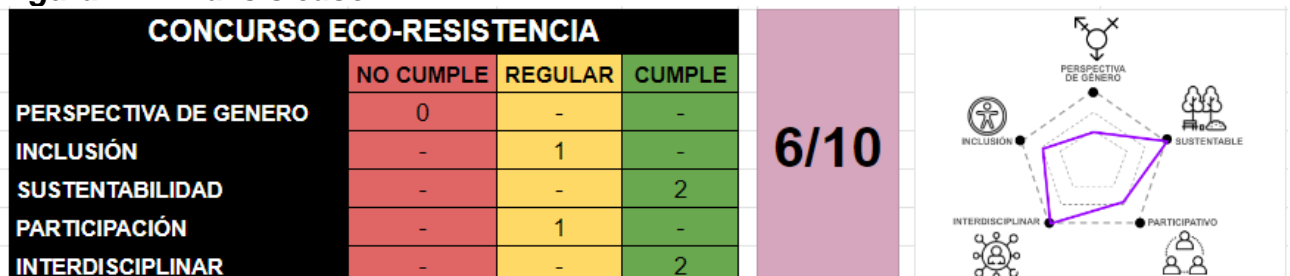 CONCURSO ECO-RESISTENCIA
NO CUMPLE REGULAR CUMPLE
PERSPECTIVA DE GENERO 0 - -
INCLUSIÓN - 1 -
SUSTENTABILIDAD - - 2
PARTICIPACIÓN - 1 -
INTERDISCIPLINAR - - 2
6/10
PERSPECTIVA
DE GÉNERO
INCLUSIÓN
SUSTENTABLE
INTERDISCIPLINAR
PARTICIPATIVO